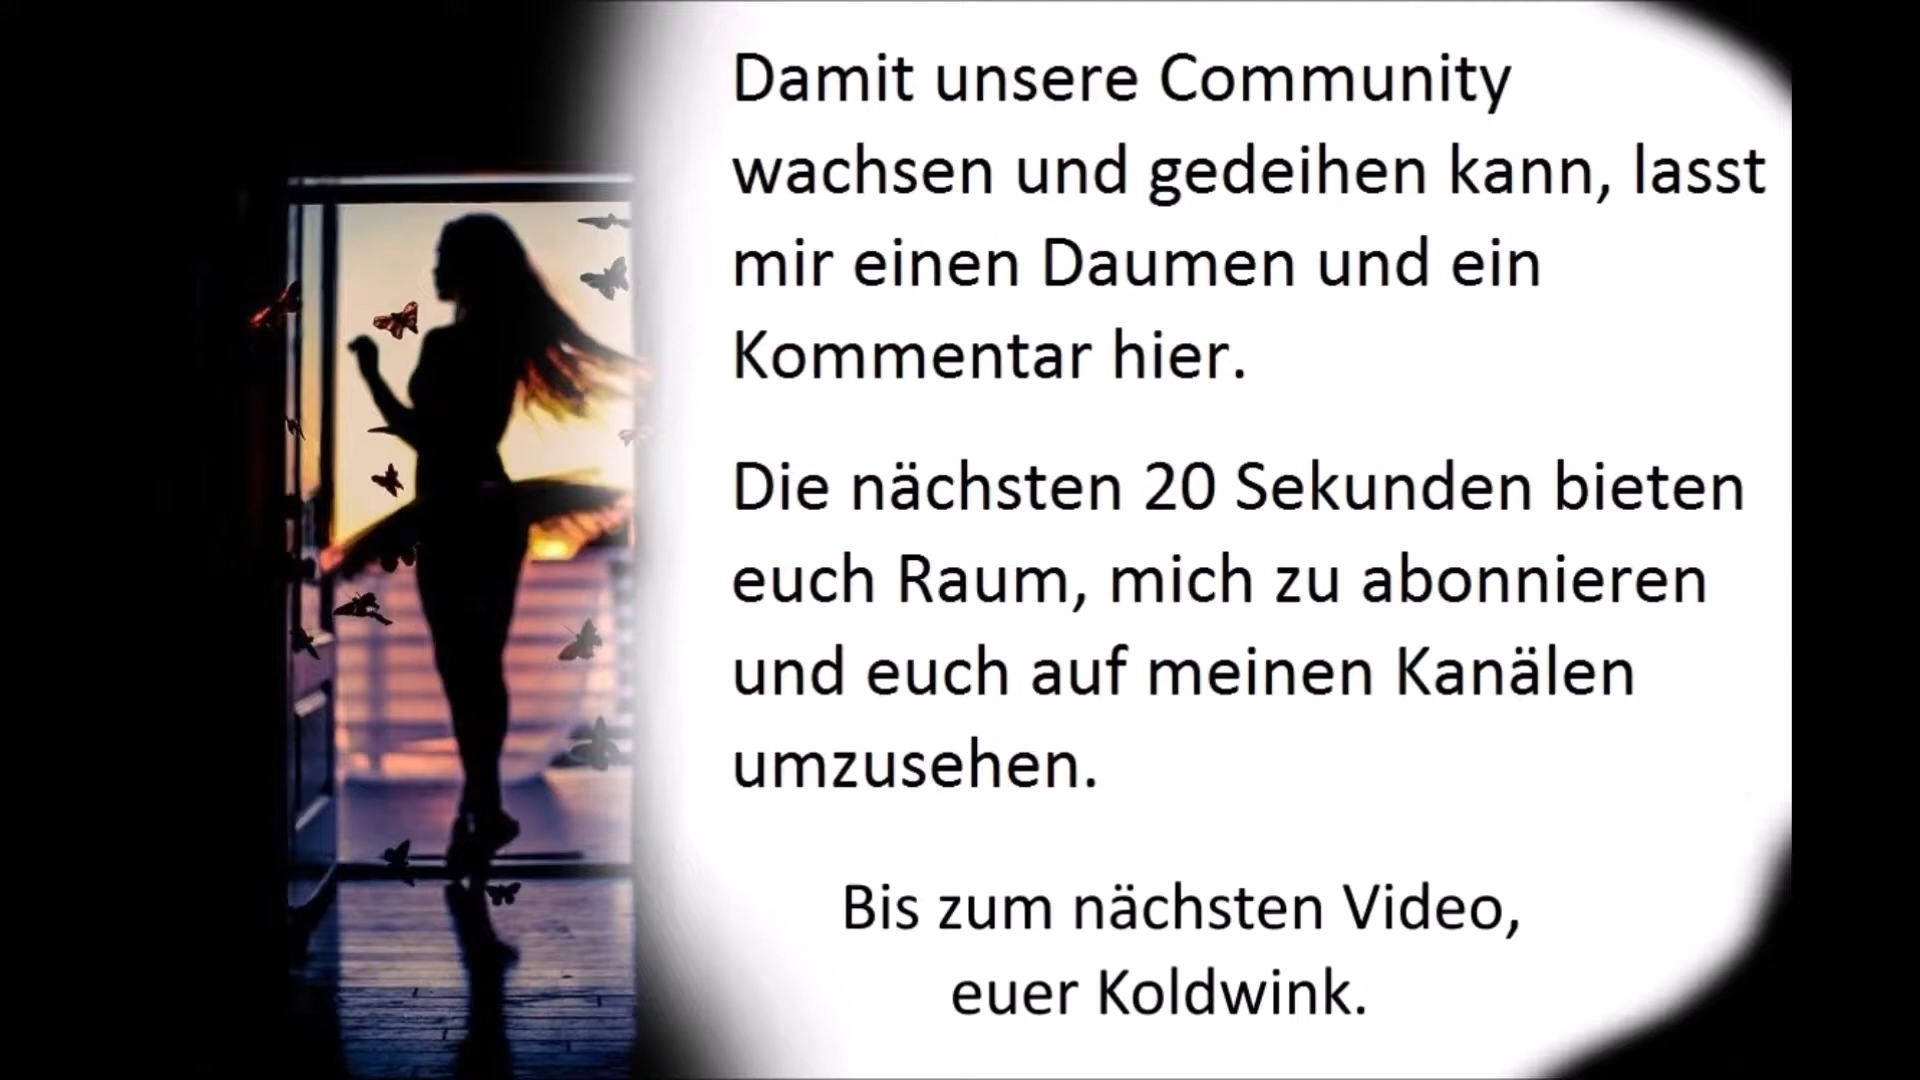 Damit unsere Community
wachsen und gedeihen kann, lasst
mir einen Daumen und ein
Kommentar hier.
Die nächsten 20 Sekunden bieten
euch Raum, mich zu abonnieren
und euch auf meinen Kanälen
umzusehen.
Bis zum nächsten Video,
euer Koldwink.